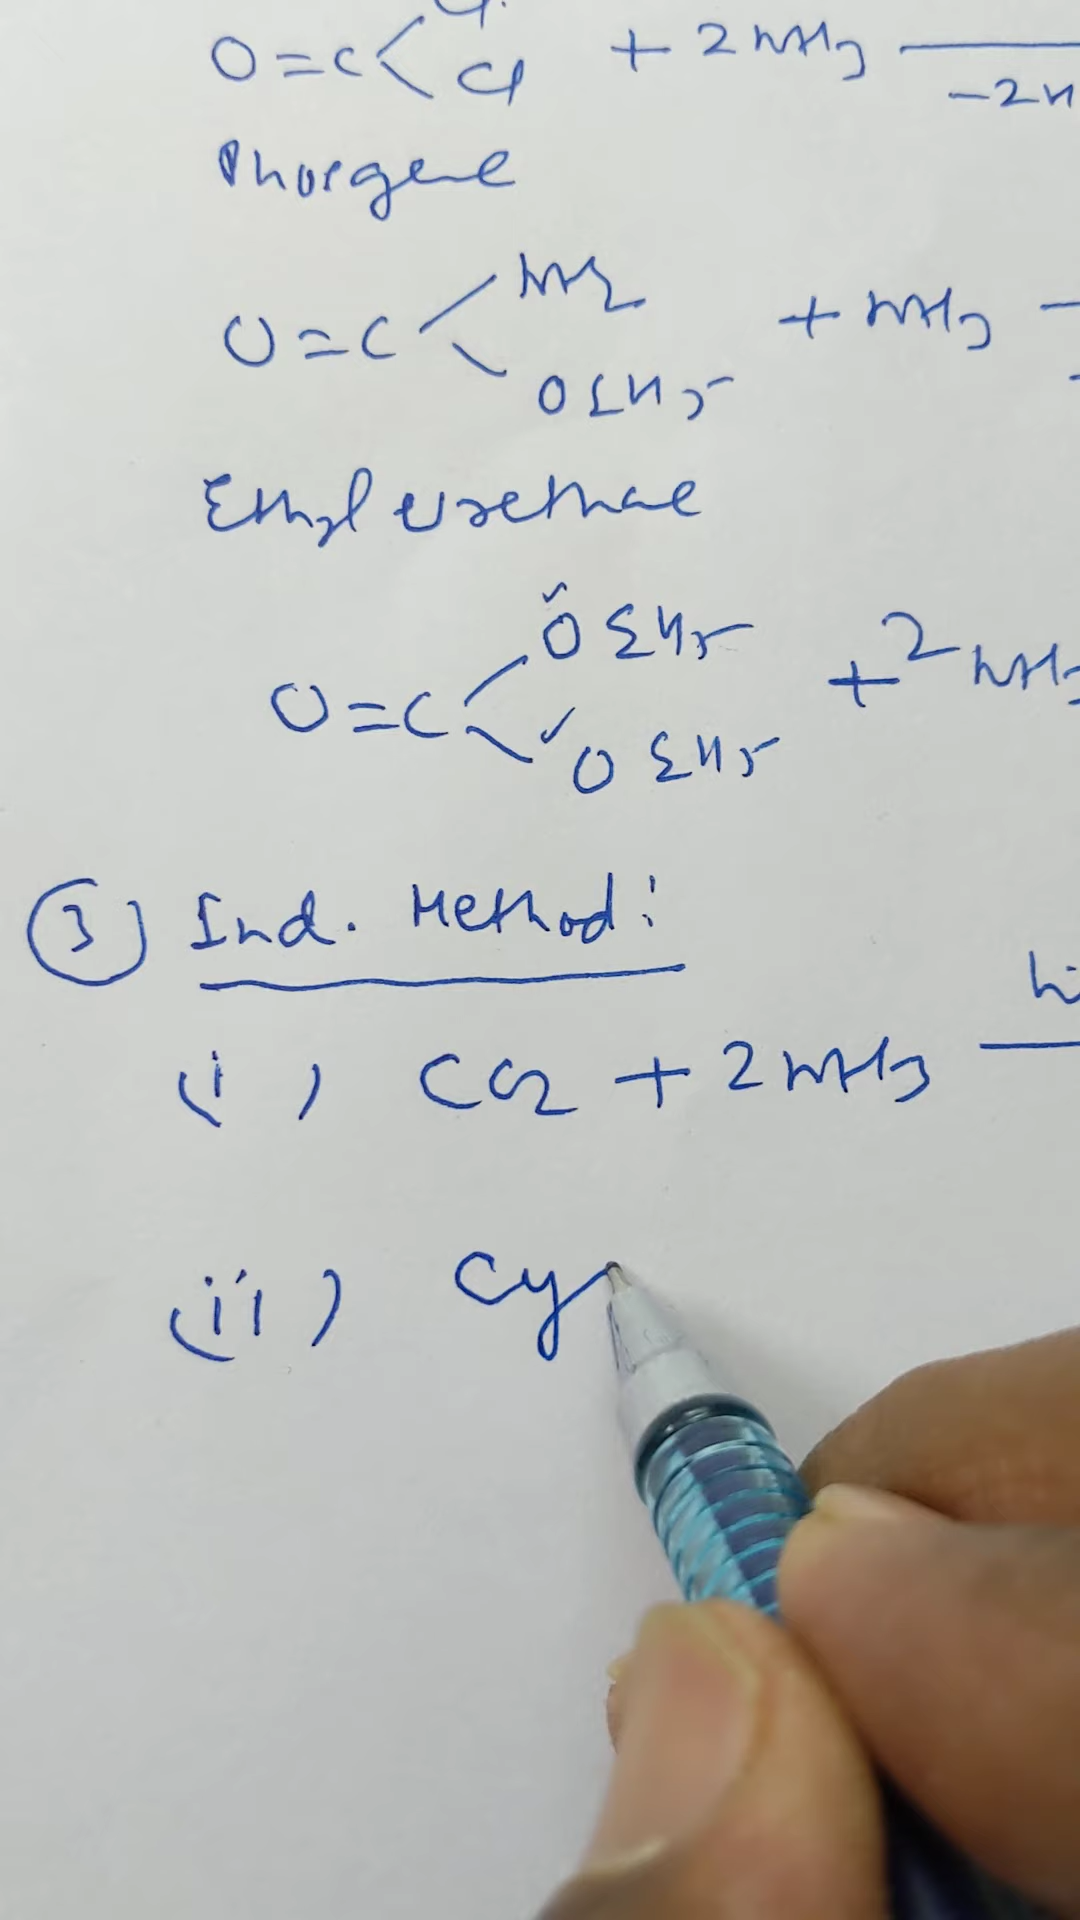 Cl
O=C< Cl + 2NH3
-2H
Phosgene
NH2
O=C + NH3
OC2H5
Ethyl urethane
OC2H5
O=C + 2NH3
OC2H5
(3) Ind. Method:
(i) CO2 + 2NH3
(ii) Cy